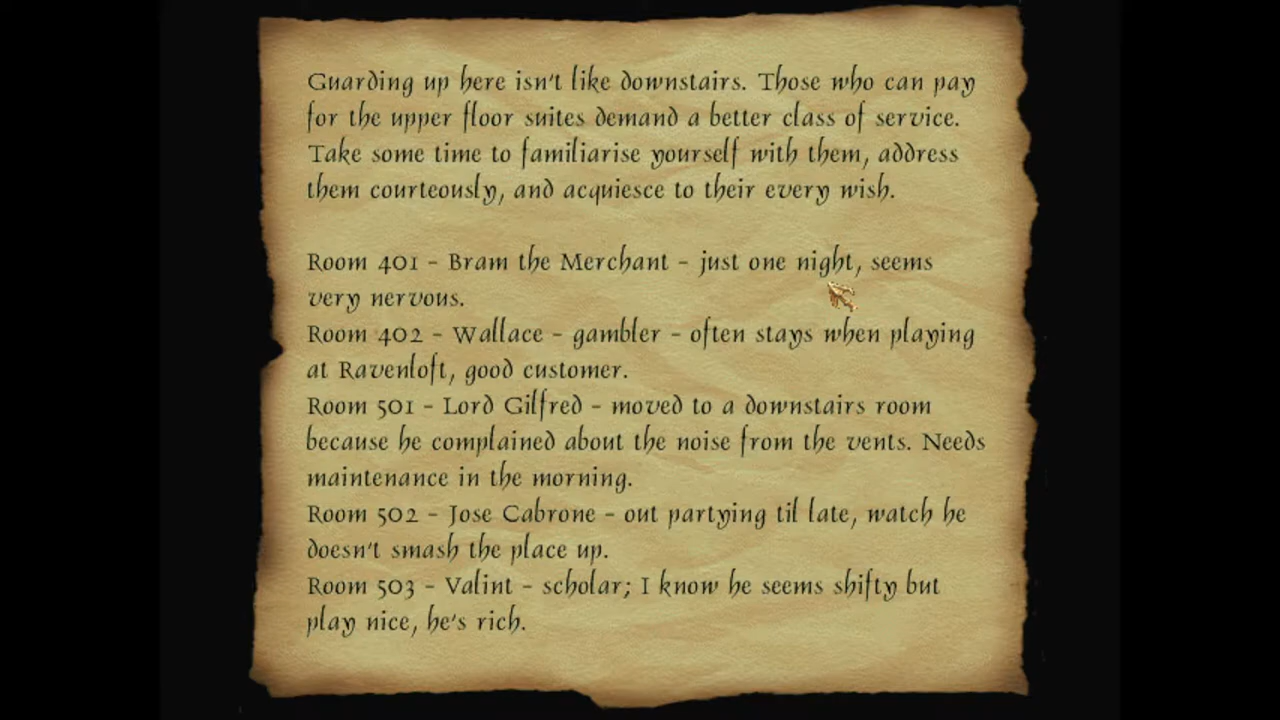 Guarding up here isn't like downstairs. Those who can pay
for the upper floor suites demand a better class of service.
Take some time to familiarise yourself with them, address
them courteously, and acquiesce to their every wish.
Room 401 - Bram the Merchant - just one night, seems
very nervous.
Room 402 - Wallace - gambler - often stays when playing
at Ravenloft, good customer.
Room 501 - Lord Gilfred - moved to a downstairs room
because he complained about the noise from the vents. Needs
maintenance in the morning.
Room 502 - Jose Cabrone - out partying til late, watch he
doesn't smash the place up.
Room 503 - Valint - scholar; I know he seems shifty but
play nice, he's rich.